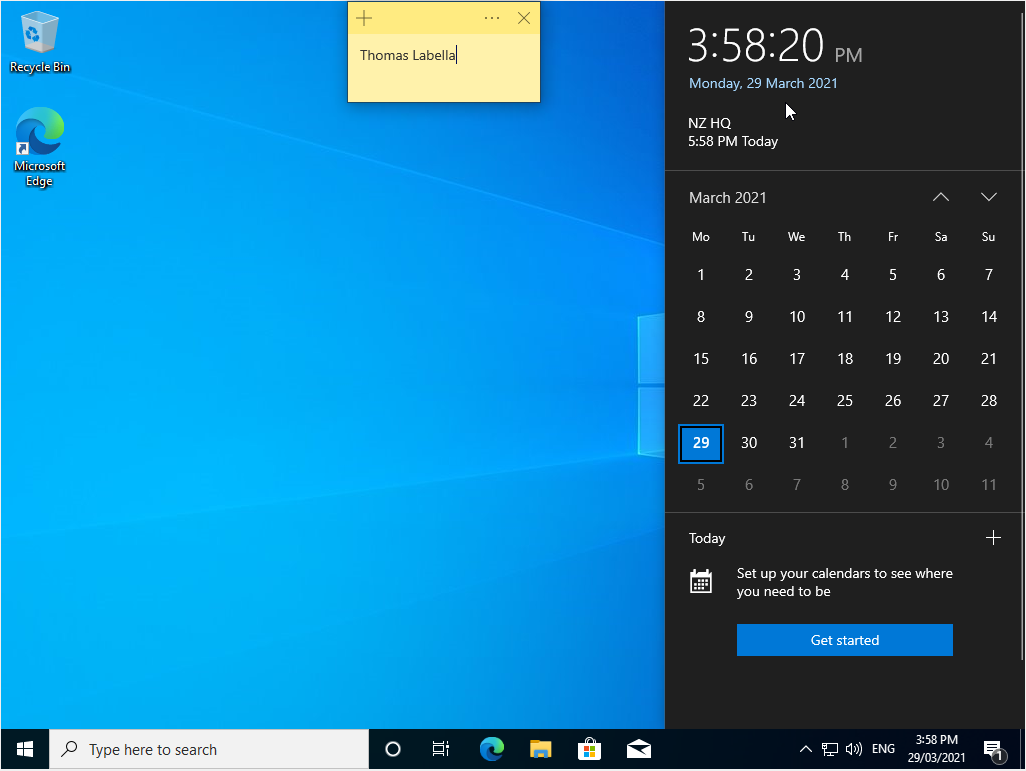 Recycle Bin
Microsoft
Edge
Thomas Labella
3:58:20 PM
Monday, 29 March 2021
NZ HQ
5:58 PM Today
March 2021
Mo Tu We Th Fr Sa Su
1 2 3 4 5 6 7
8 9 10 11 12 13 14
15 16 17 18 19 20 21
22 23 24 25 26 27 28
29 30 31 1 2 3 4
5 6 7 8 9 10 11
Today
Set up your calendars to see where
you need to be
Get started
Type here to search
ENG
3:58 PM
29/03/2021
1